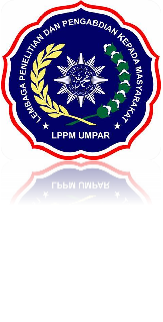 LEMBAGA PENELITIAN DAN PENGABDIAN KEPADA MASYARAKAT
LPPM UMPAR